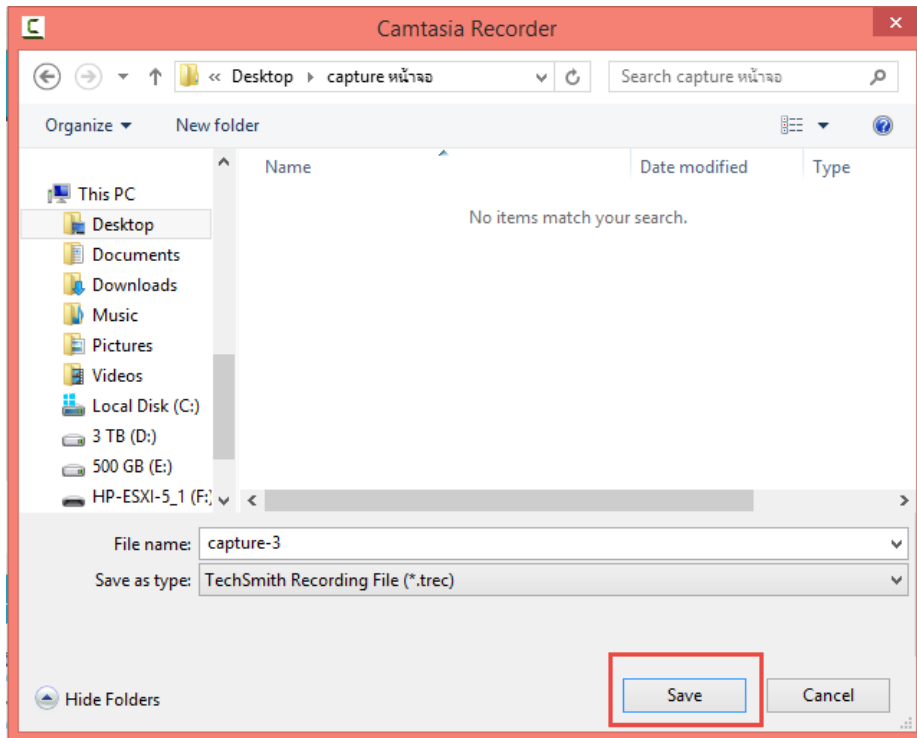 Camtasia Recorder
« Desktop capture หน้าจอ
Search capture หน้าจอ
Organize New folder
Name Date modified Type
No items match your search.
This PC
Desktop
Documents
Downloads
Music
Pictures
Videos
Local Disk (C:)
3 TB (D:)
500 GB (E:)
HP-ESXI-5_1 (F:)
File name: capture-3
Save as type: TechSmith Recording File (*.trec)
Hide Folders
Save Cancel